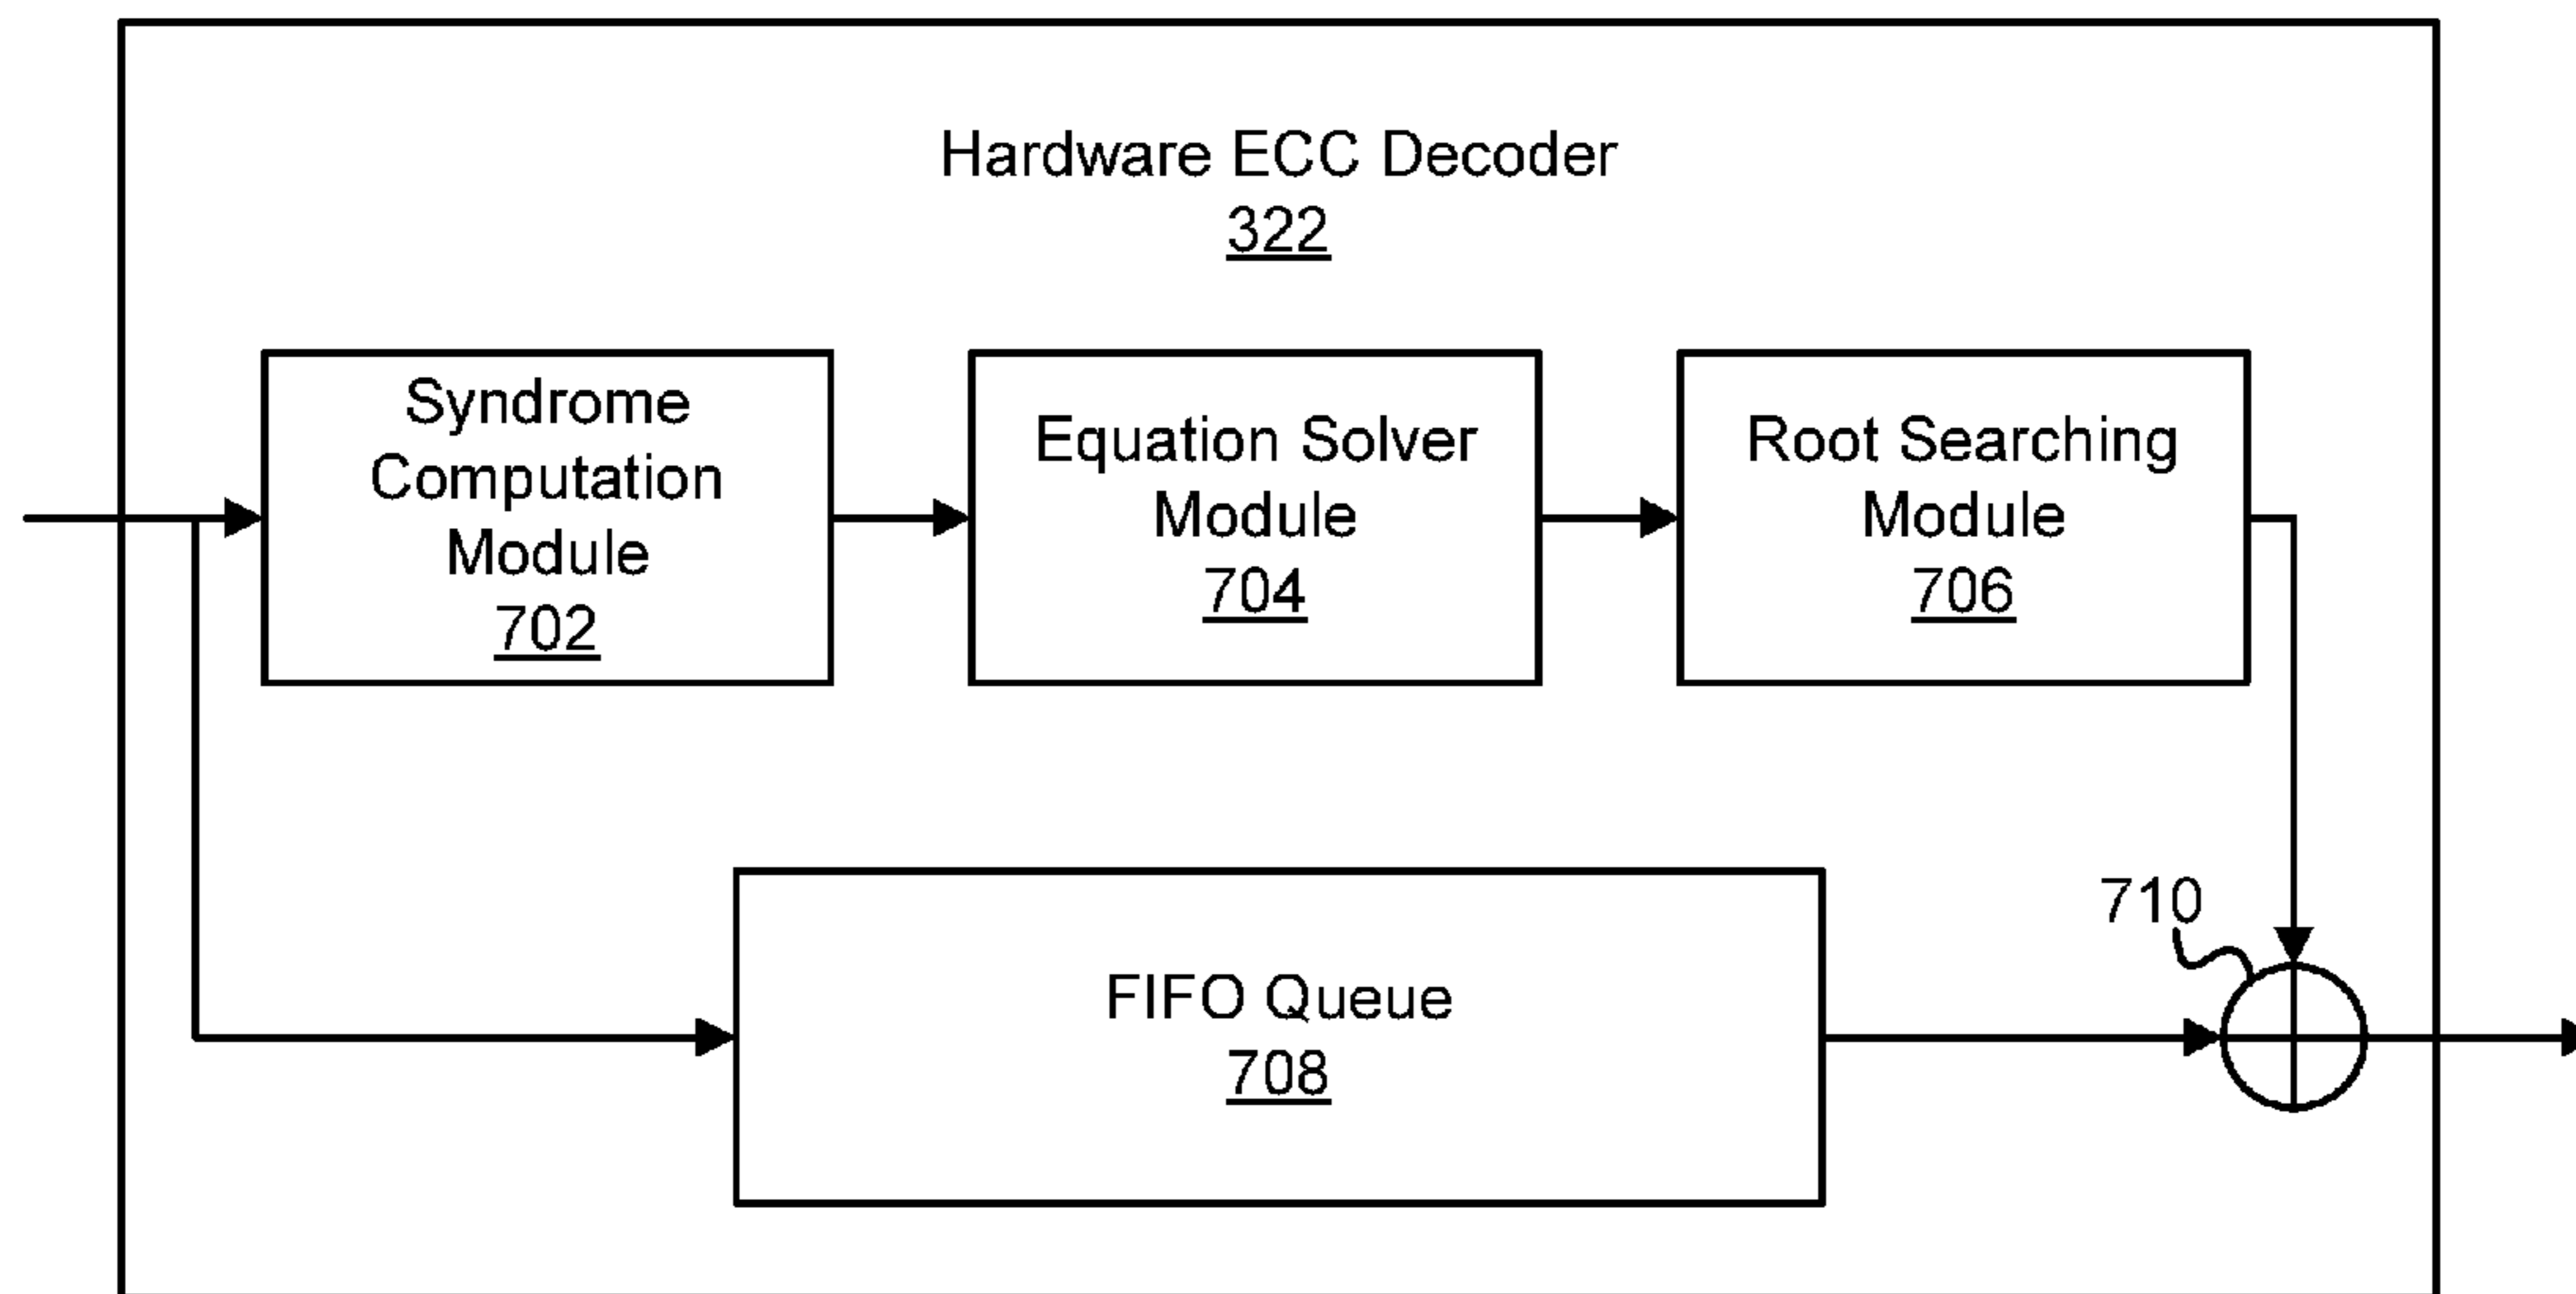 Hardware ECC Decoder
322
Syndrome
Computation
Module
702
Equation Solver
Module
704
Root Searching
Module
706
710
FIFO Queue
708